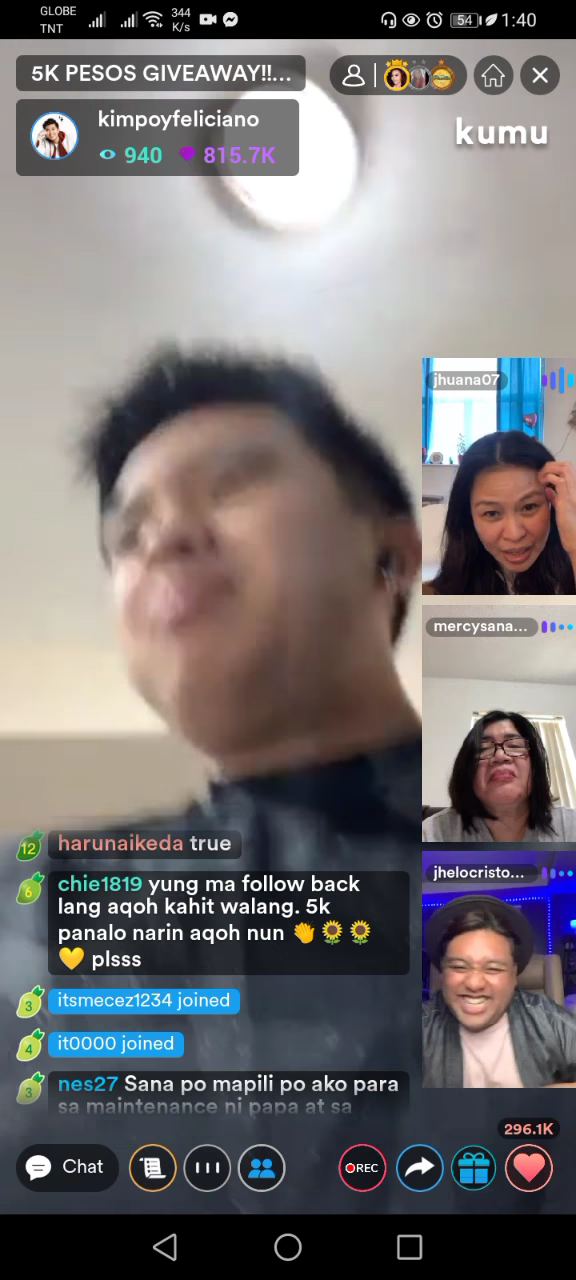 GLOBE
TNT
344
K/s
54
1:40
5K PESOS GIVEAWAY!!...
kimpoyfeliciano
940
815.7K
kumu
jhuana07
mercysana...
jhelocristo...
12
harunaikeda true
6
chie1819 yung ma follow back
lang aqoh kahit walang. 5k
panalo narin aqoh nun 👏🌻🌻
💛 plsss
3
itsmecez1234 joined
4
it0000 joined
3
nes27 Sana po mapili po ako para
sa maintenance ni papa at sa
296.1K
Chat
REC